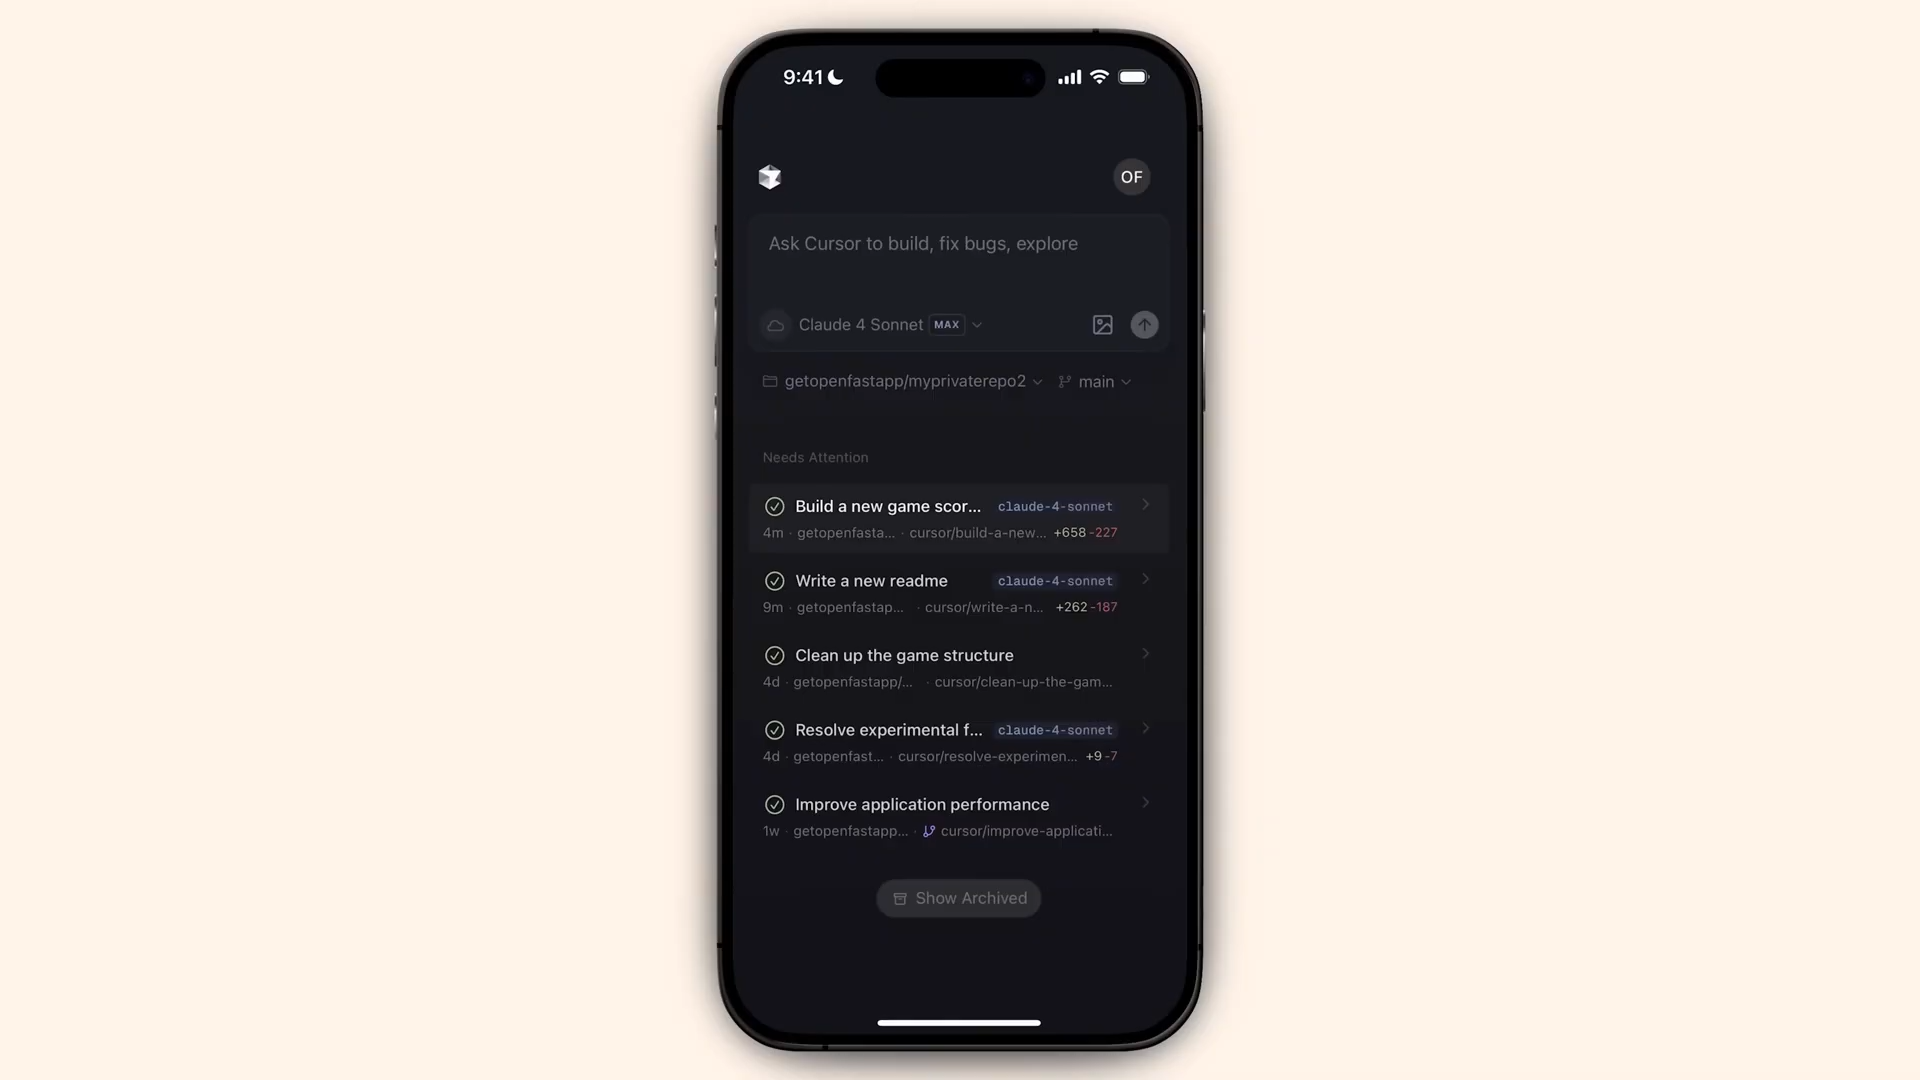 9:41
OF
Ask Cursor to build, fix bugs, explore
Claude 4 Sonnet MAX
getopenfastapp/myprivaterepo2 main
Needs Attention
Build a new game scor... claude-4-sonnet
4m · getopenfasta... · cursor/build-a-new... +658 -227
Write a new readme claude-4-sonnet
9m · getopenfastap... · cursor/write-a-n... +262 -187
Clean up the game structure
4d · getopenfastapp/... · cursor/clean-up-the-gam...
Resolve experimental f... claude-4-sonnet
4d · getopenfast... · cursor/resolve-experimen... +9 -7
Improve application performance
1w · getopenfastapp... · cursor/improve-applicati...
Show Archived